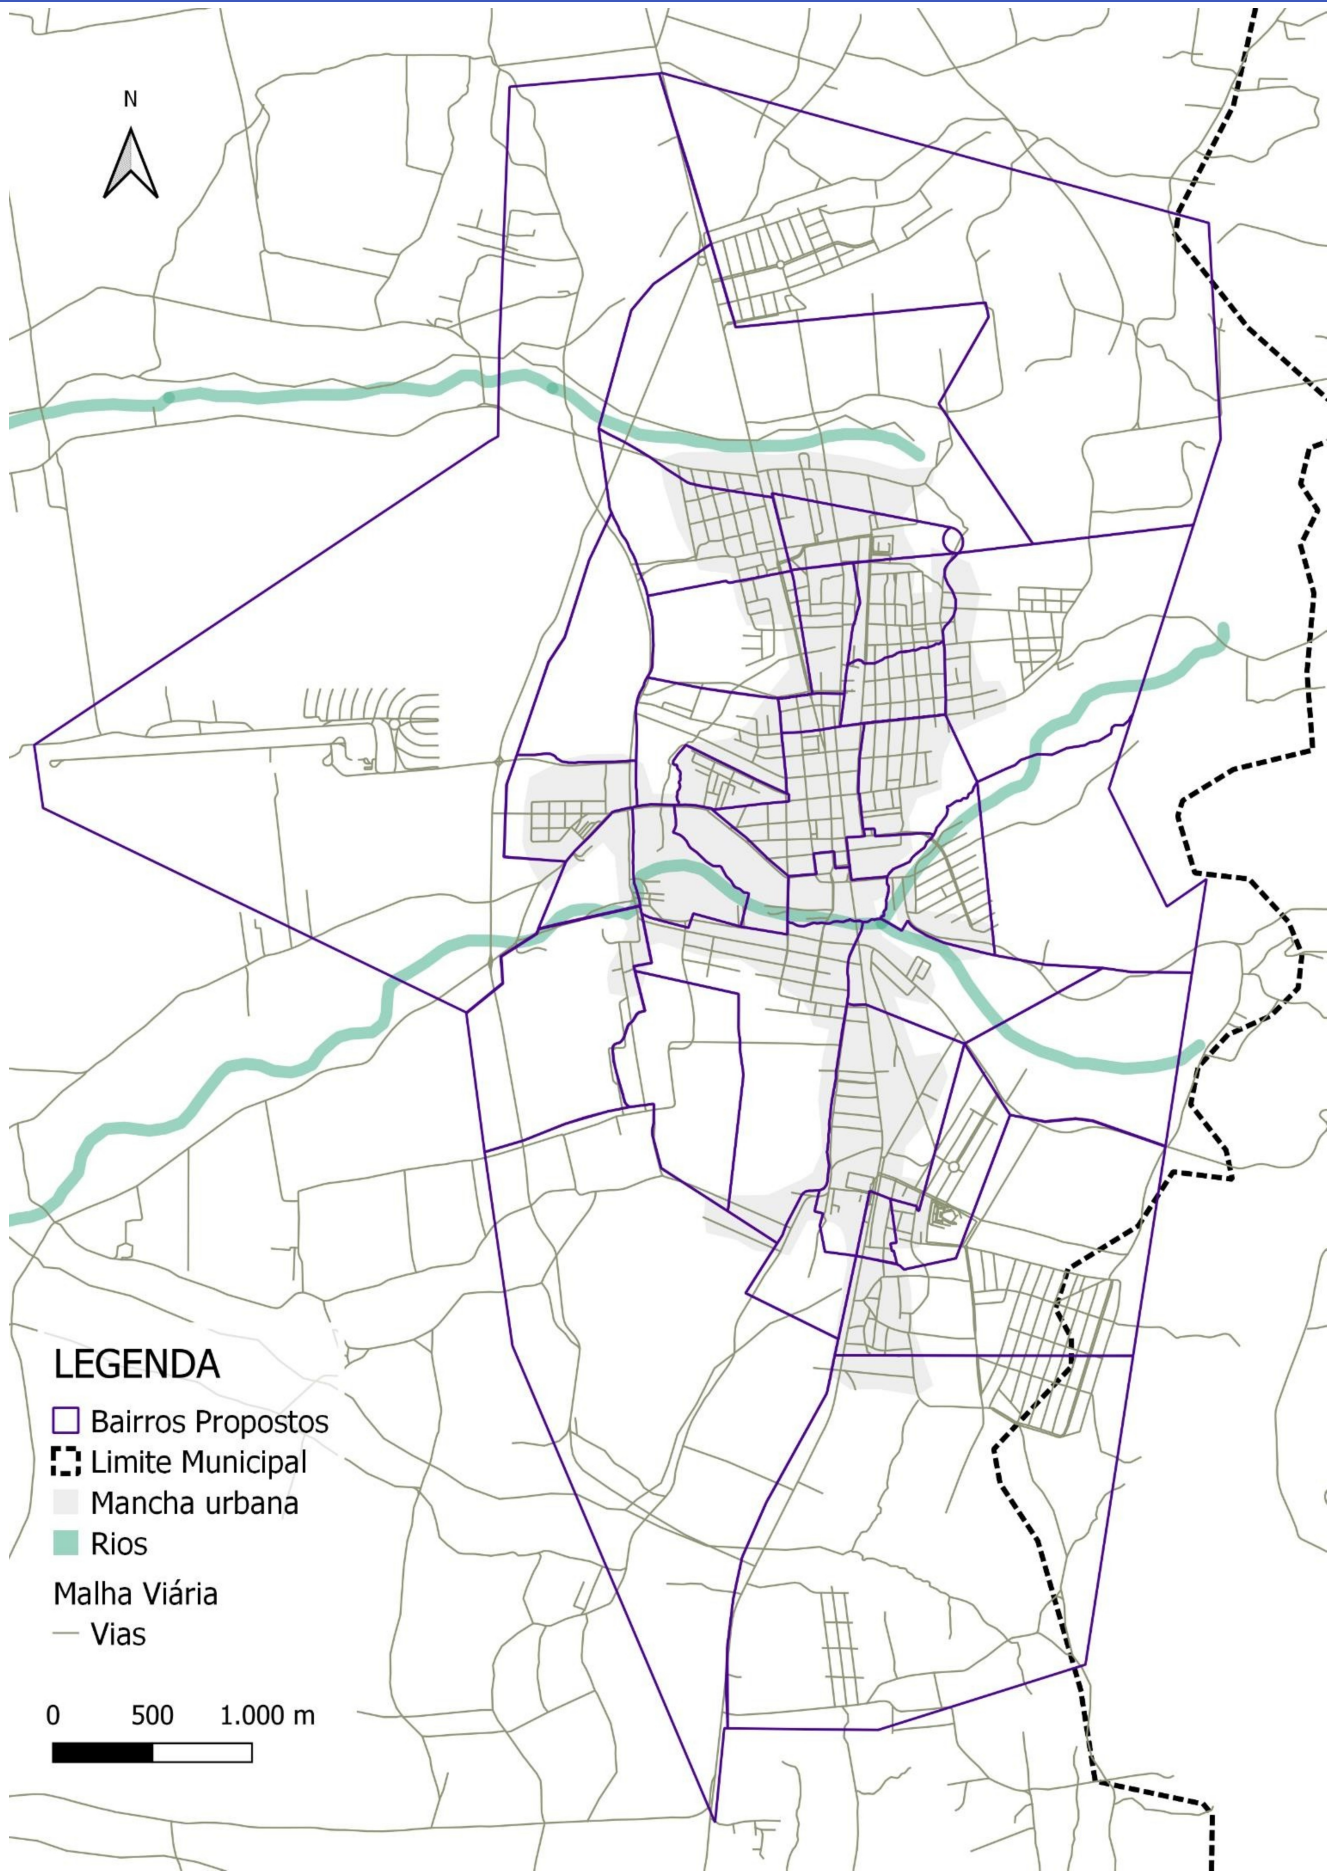 N
LEGENDA
Bairros Propostos
Limite Municipal
Mancha urbana
Rios
Malha Viária
Vias
0 500 1.000 m